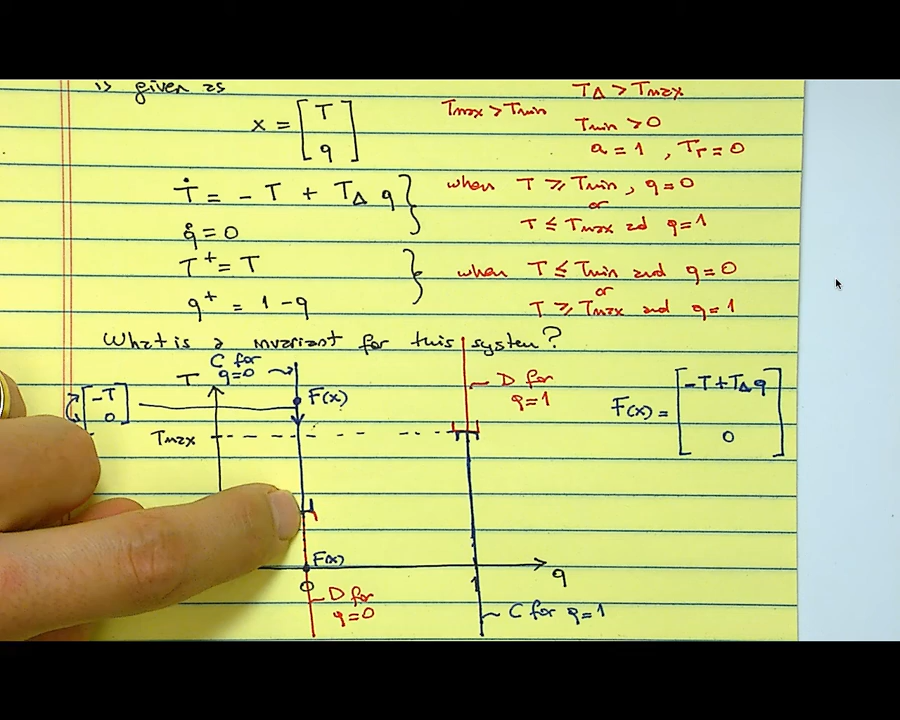 is given as
x = [T q]
Tmax > Tmin
TΔ > Tmax
Tmin > 0
a = 1 , Tr = 0
Ṫ = - T + TΔ q }
when T ≥ Tmin , q = 0
or
q̇ = 0
T ≤ Tmax ad q = 1
T+ = T }
when T ≤ Tmin and q = 0
or
q+ = 1 - q
T ≥ Tmax and q = 1
What is a invariant for this system?
C for
q=0 →
T
[-T 0]
F(x)
D for
q=1
F(x) = [-T + TΔ q 0]
Tmax
F(x)
q
0
D for
q=0
C for q=1